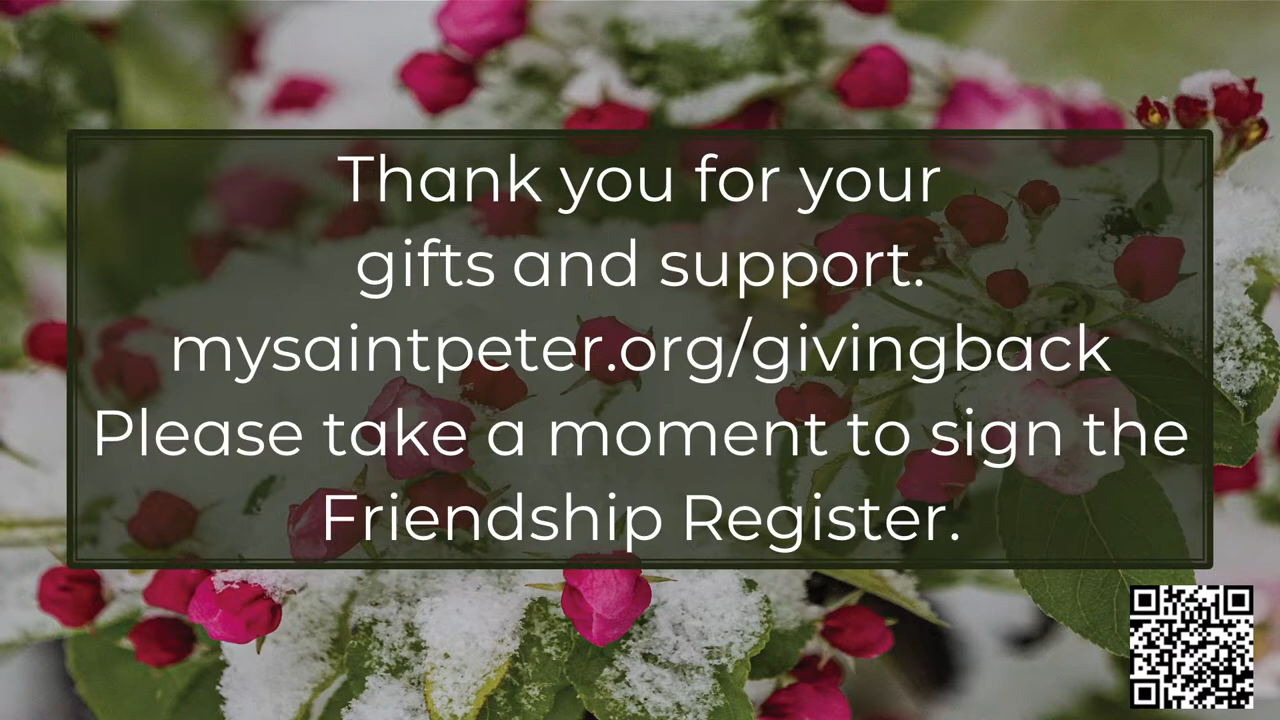 Thank you for your
gifts and support.
mysaintpeter.org/givingback
Please take a moment to sign the
Friendship Register.